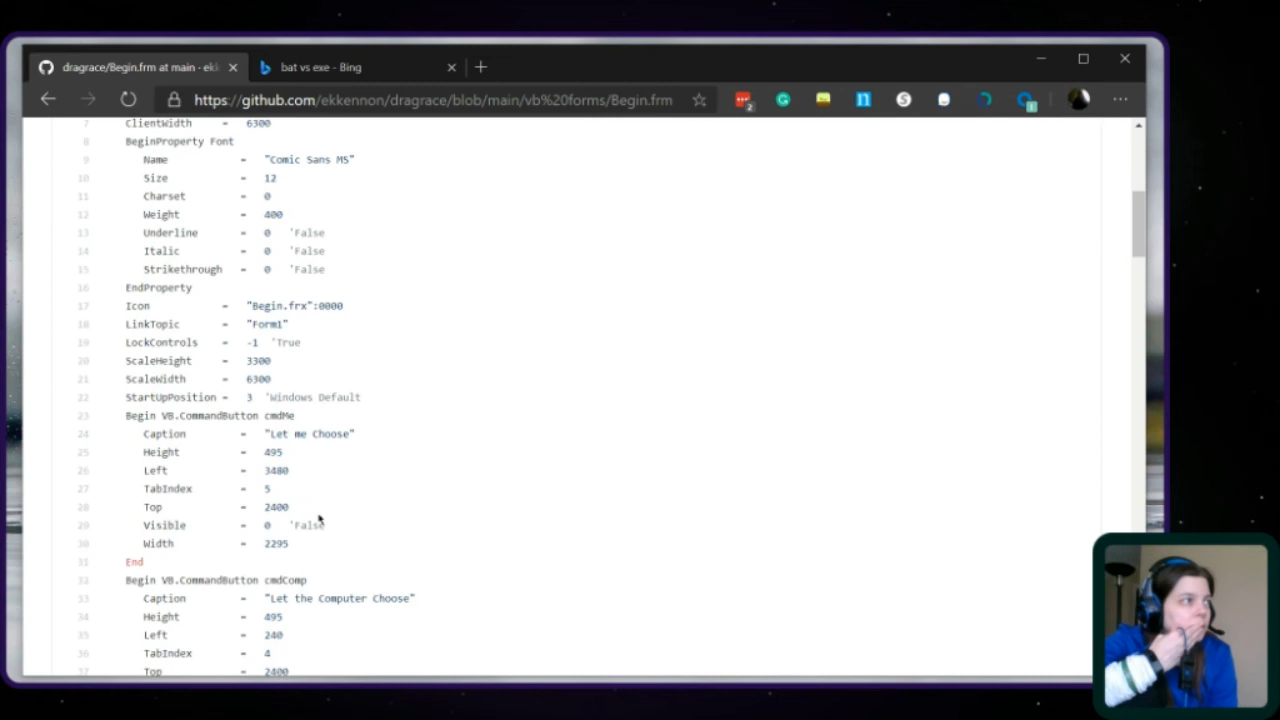 dragrace/Begin.frm at main · ek
bat vs exe - Bing
https://github.com/ekkennon/dragrace/blob/main/vb%20forms/Begin.frm
2
1
7 ClientWidth = 6300
8 BeginProperty Font
9 Name = "Comic Sans MS"
10 Size = 12
11 Charset = 0
12 Weight = 400
13 Underline = 0 'False
14 Italic = 0 'False
15 Strikethrough = 0 'False
16 EndProperty
17 Icon = "Begin.frx":0000
18 LinkTopic = "Form1"
19 LockControls = -1 'True
20 ScaleHeight = 3300
21 ScaleWidth = 6300
22 StartUpPosition = 3 'Windows Default
23 Begin VB.CommandButton cmdMe
24 Caption = "Let me Choose"
25 Height = 495
26 Left = 3480
27 TabIndex = 5
28 Top = 2400
29 Visible = 0 'False
30 Width = 2295
31 End
32 Begin VB.CommandButton cmdComp
33 Caption = "Let the Computer Choose"
34 Height = 495
35 Left = 240
36 TabIndex = 4
37 Top = 2400